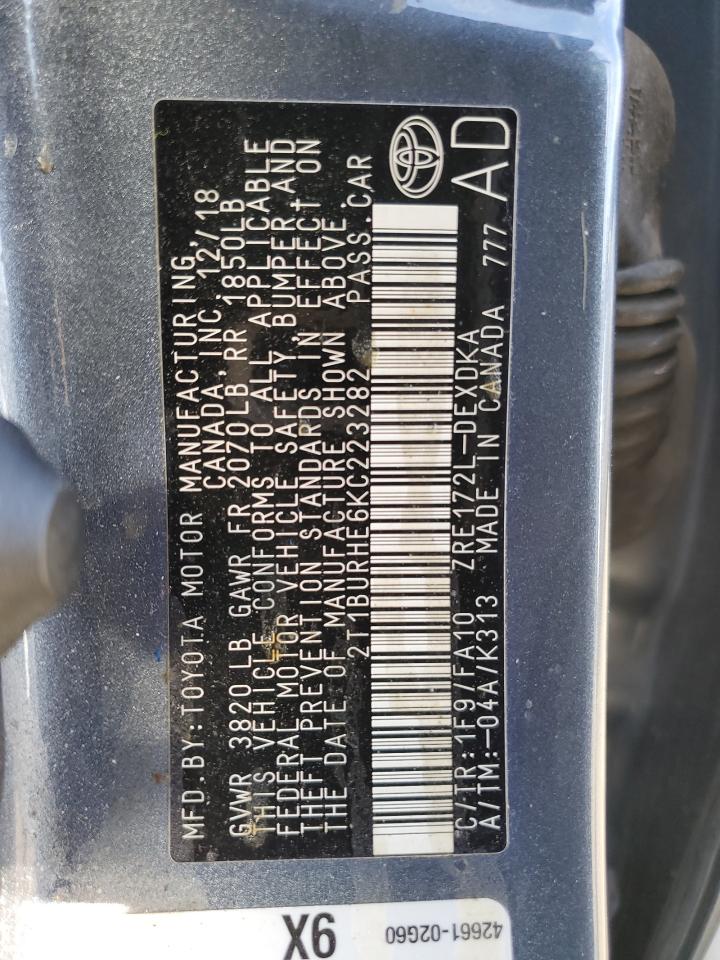 MFD.BY:TOYOTA MOTOR MANUFACTURING,
CANADA,INC. 12/18
GVWR 3820 LB GAWR FR 2070LB,RR 1850LB
THIS VEHICLE CONFORMS TO ALL APPLICABLE
FEDERAL MOTOR VEHICLE SAFETY, BUMPER,AND
THEFT PREVENTION STANDARDS IN EFFECT ON
THE DATE OF MANUFACTURE SHOWN ABOVE.
2T1BURHE6KC223282 PASS.CAR
C/TR:1F9/FA10 ZRE172L-DEXDKA
A/TM:-04A/K313 MADE IN CANADA 777
AD
9X
42661-02G60